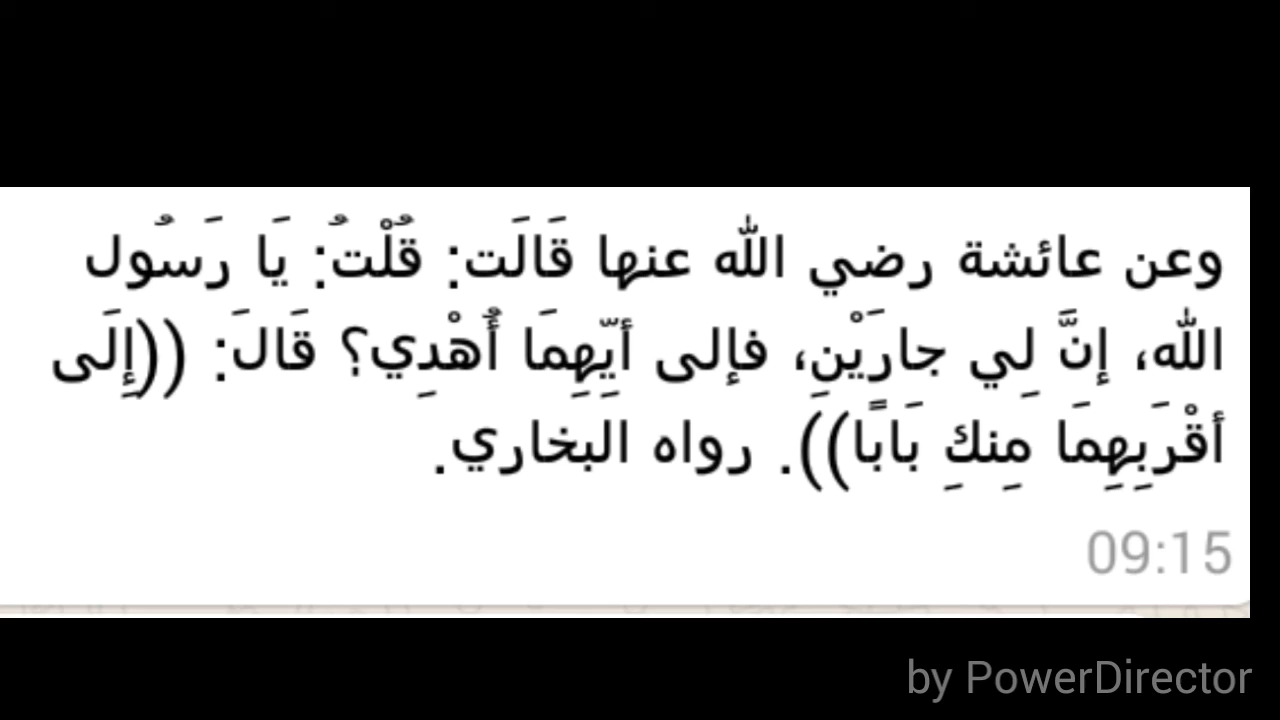 وعن عائشة رضي الله عنها قَالَت: قُلْتُ: يَا رَسُول
الله، إنَّ لِي جارَيْنِ، فإلى أيِّهِمَا أُهْدِي؟ قَالَ: ((إِلَى
أقْرَبِهِمَا مِنكِ بَابًا)). رواه البخاري.
09:15
by PowerDirector